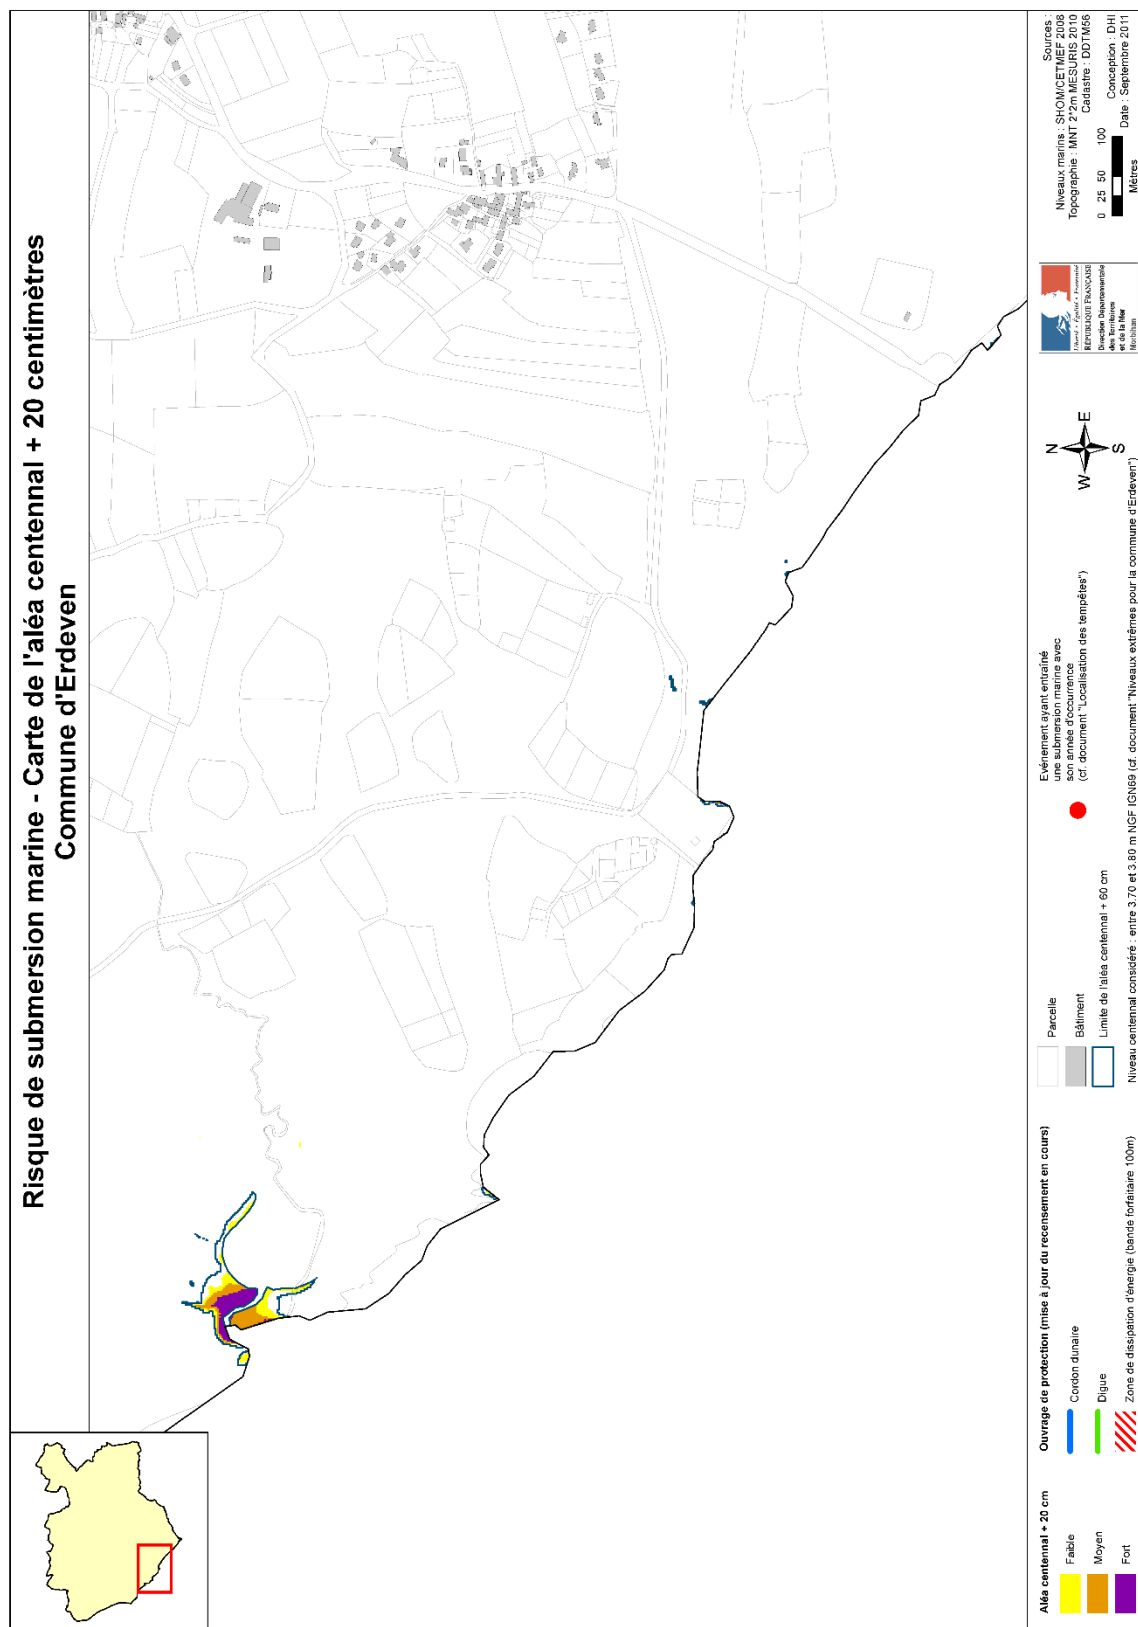 Risque de submersion marine - Carte de l'aléa centennal + 20 centimètres
Commune d'Erdeven
Aléa centennal + 20 cm
Faible
Moyen
Fort
Ouvrage de protection (mise à jour du recensement en cours)
Cordon dunaire
Digue
Zone de dissipation d'énergie (bande forfaitaire 100m)
Parcelle
Bâtiment
Limite de l'aléa centennal + 60 cm
Evénement ayant entraîné
une submersion marine avec
son année d'occurrence
(cf. document "Localisation des tempêtes")
Niveau centennal considéré : entre 3.70 et 3.80 m NGF IGN69 (cf. document "Niveaux extrêmes pour la commune d'Erdeven")
N
W
E
S
Liberté • Égalité • Fraternité
RÉPUBLIQUE FRANÇAISE
Direction Départementale
des Territoires
et de la Mer
Morbihan
Sources :
Niveaux marins : SHOM/CETMEF 2008
Topographie : MNT 2*2m MESURIS 2010
Cadastre : DDTM56
Conception : DHI
Date : Septembre 2011
0 25 50 100
Mètres